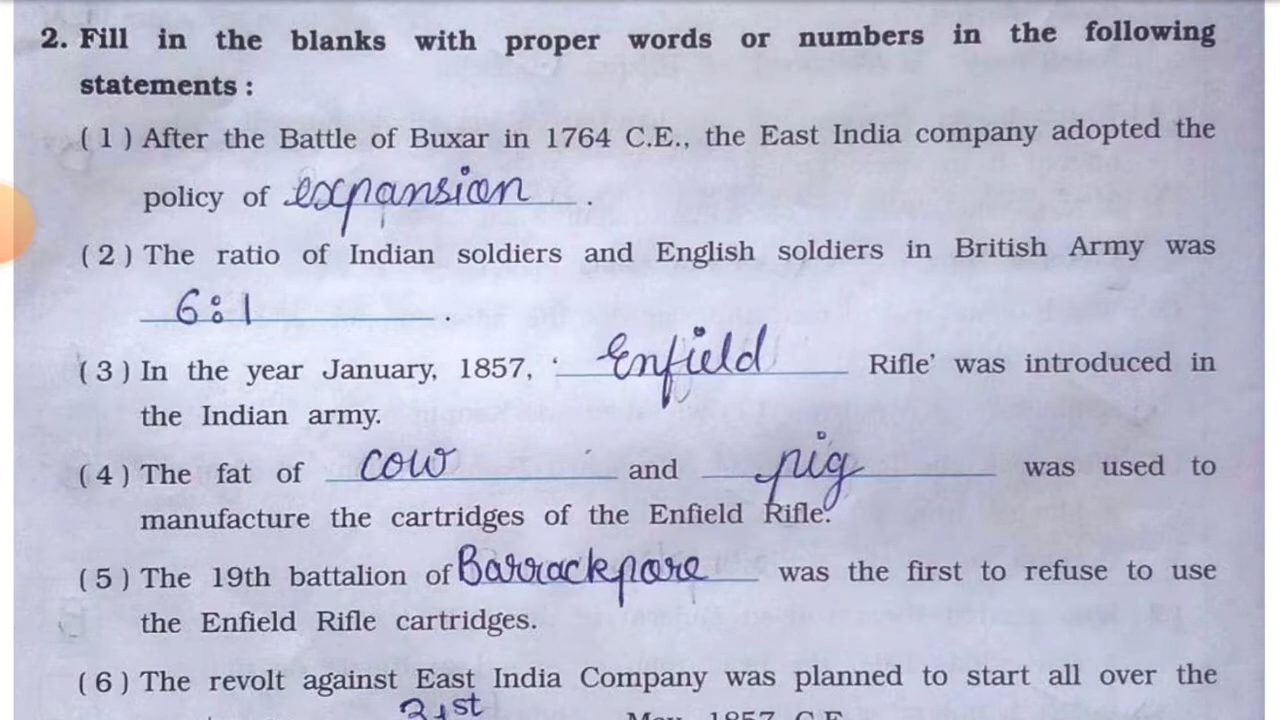 2. Fill in the blanks with proper words or numbers in the following
statements :
( 1 ) After the Battle of Buxar in 1764 C.E., the East India company adopted the
policy of expansion .
( 2 ) The ratio of Indian soldiers and English soldiers in British Army was
6:1 .
( 3 ) In the year January, 1857, ‘ Enfield Rifle’ was introduced in
the Indian army.
( 4 ) The fat of cow and pig was used to
manufacture the cartridges of the Enfield Rifle.
( 5 ) The 19th battalion of Barrackpore was the first to refuse to use
the Enfield Rifle cartridges.
( 6 ) The revolt against East India Company was planned to start all over the
31st May, 1857 C.E.